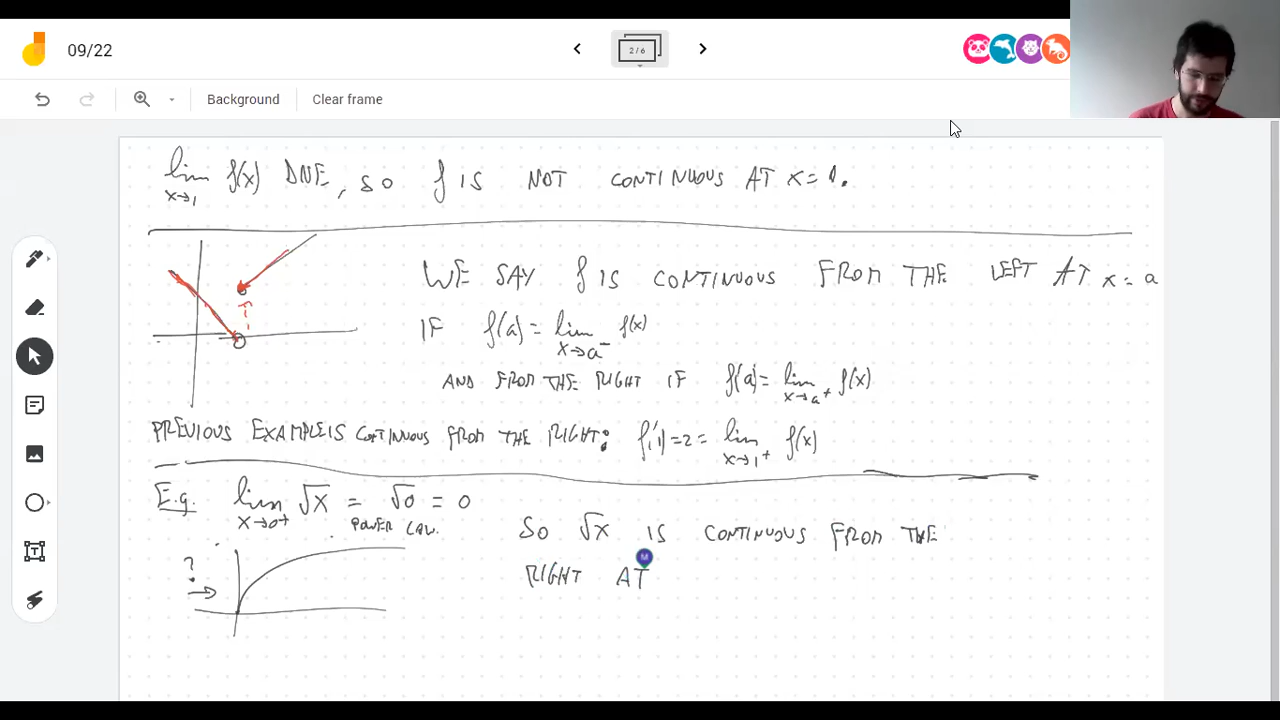 09/22
2/6
Background
Clear frame
lim x→1 f(x) DNE, SO f IS NOT CONTINUOUS AT x=1.
WE SAY f IS CONTINUOUS FROM THE LEFT AT x=a
IF f(a) = lim x→a⁻ f(x)
AND FROM THE RIGHT IF f(a) = lim x→a⁺ f(x)
PREVIOUS EXAMPLE IS CONTINUOUS FROM THE RIGHT: f(1)=2= lim x→1⁺ f(x)
E.g. lim x→0⁺ √x = √0 = 0
POWER LAW.
SO √x IS CONTINUOUS FROM THE
RIGHT AT
M
?